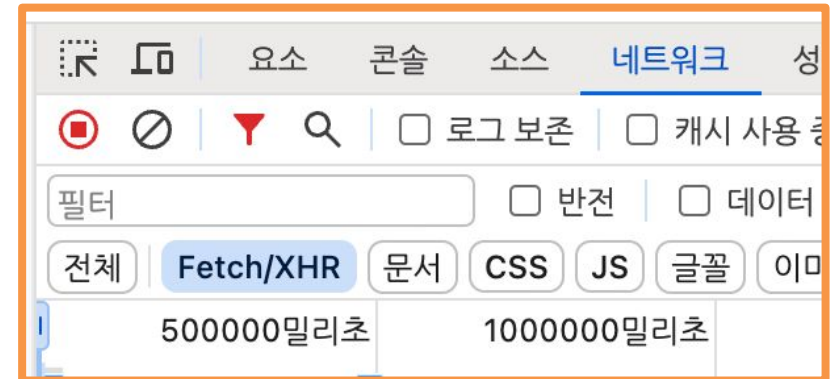 요소 콘솔 소스 네트워크 성
로그 보존 캐시 사용
필터 반전 데이터
전체 Fetch/XHR 문서 CSS JS 글꼴
500000밀리초 1000000밀리초